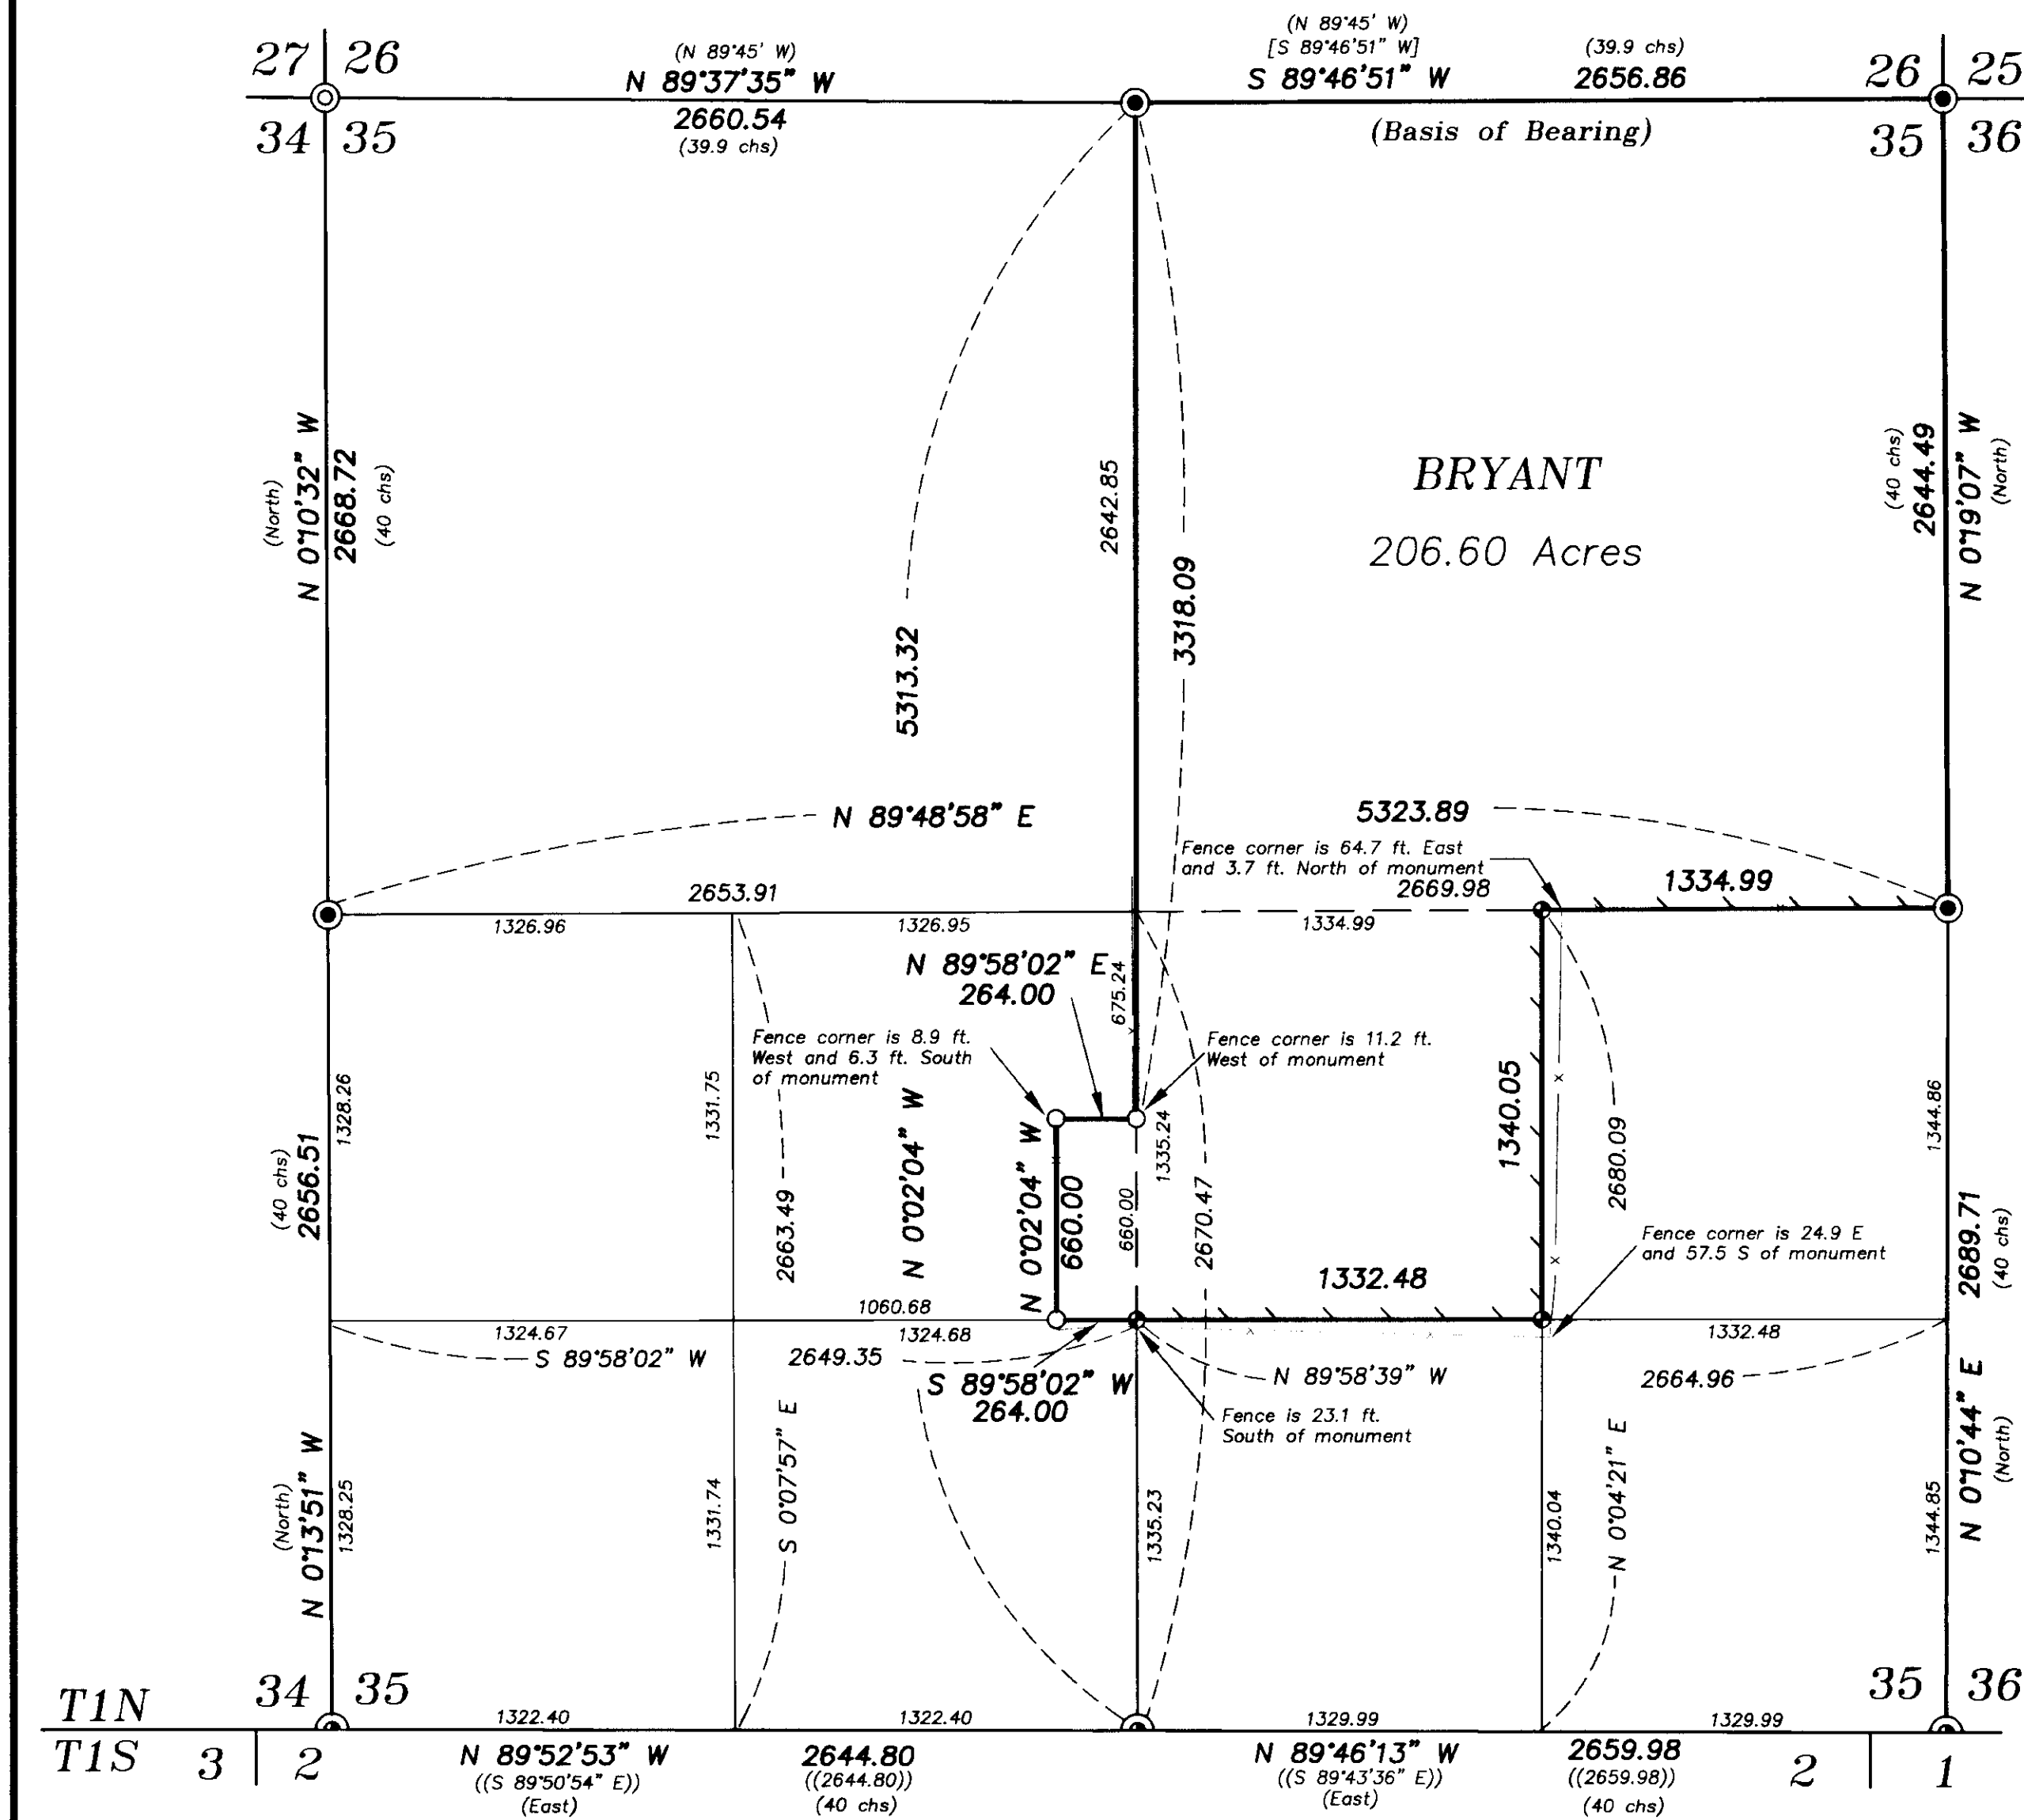 27 26
(N 89°45' W)
N 89°37'35" W
2660.54
(39.9 chs)
(N 89°45' W)
[S 89°46'51" W]
S 89°46'51" W
(39.9 chs)
2656.86
(Basis of Bearing)
26 25
34 35
35 36
(North)
N 0°10'32" W
2668.72
(40 chs)
5313.32
2642.85
3318.09
BRYANT
206.60 Acres
(40 chs)
2644.49
N 0°19'07" W
(North)
N 89°48'58" E
5323.89
Fence corner is 64.7 ft. East
and 3.7 ft. North of monument
2653.91
2669.98
1334.99
1326.96
1326.95
1334.99
N 89°58'02" E
264.00
675.24
Fence corner is 8.9 ft.
West and 6.3 ft. South
of monument
Fence corner is 11.2 ft.
West of monument
(40 chs)
2656.51
1328.26
1331.75
2663.49
N 0°02'04" W
N 0°02'04" W
660.00
660.00
1335.24
2670.47
1340.05
2680.09
1344.86
2689.71
(40 chs)
Fence corner is 24.9 E
and 57.5 S of monument
1332.48
1060.68
1324.67
1324.68
1332.48
S 89°58'02" W
2649.35
S 89°58'02" W
264.00
N 89°58'39" W
2664.96
Fence is 23.1 ft.
South of monument
(North)
N 0°13'51" W
1328.25
1331.74
S 0°07'57" E
1335.23
1340.04
N 0°04'21" E
1344.85
N 0°10'44" E
(North)
34 35
35 36
T1N
1322.40
1322.40
1329.99
1329.99
T1S
3 2
N 89°52'53" W
((S 89°50'54" E))
(East)
2644.80
((2644.80))
(40 chs)
N 89°46'13" W
((S 89°43'36" E))
(East)
2659.98
((2659.98))
(40 chs)
2 1